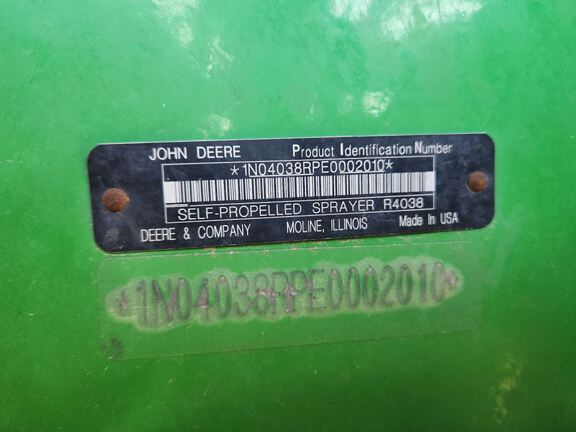 JOHN DEERE Product Identification Number
*1N04038RPE0002010*
SELF-PROPELLED SPRAYER R4038
DEERE & COMPANY MOLINE, ILLINOIS Made In USA
*1N04038RPE0002010*